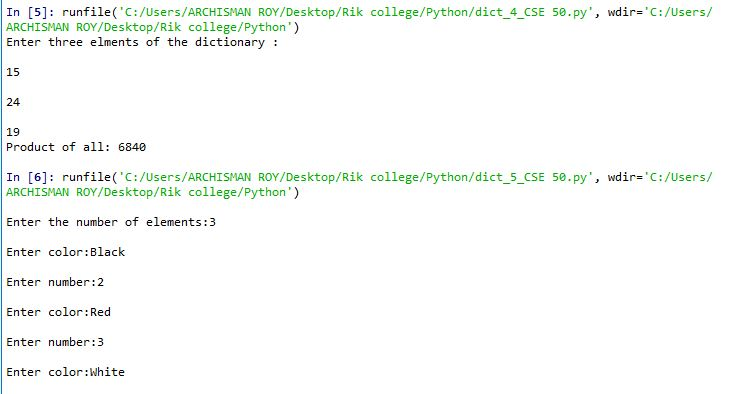 In [5]: runfile('C:/Users/ARCHISMAN ROY/Desktop/Rik college/Python/dict_4_CSE 50.py', wdir='C:/Users/
ARCHISMAN ROY/Desktop/Rik college/Python')
Enter three elments of the dictionary :
15
24
19
Product of all: 6840
In [6]: runfile('C:/Users/ARCHISMAN ROY/Desktop/Rik college/Python/dict_5_CSE 50.py', wdir='C:/Users/
ARCHISMAN ROY/Desktop/Rik college/Python')
Enter the number of elements:3
Enter color:Black
Enter number:2
Enter color:Red
Enter number:3
Enter color:White